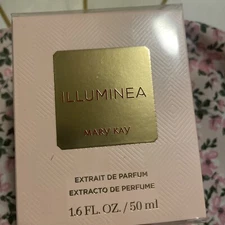 ILLUMINEA
MARY KAY
EXTRAIT DE PARFUM
EXTRACTO DE PERFUME
1.6 FL. OZ. / 50 ml